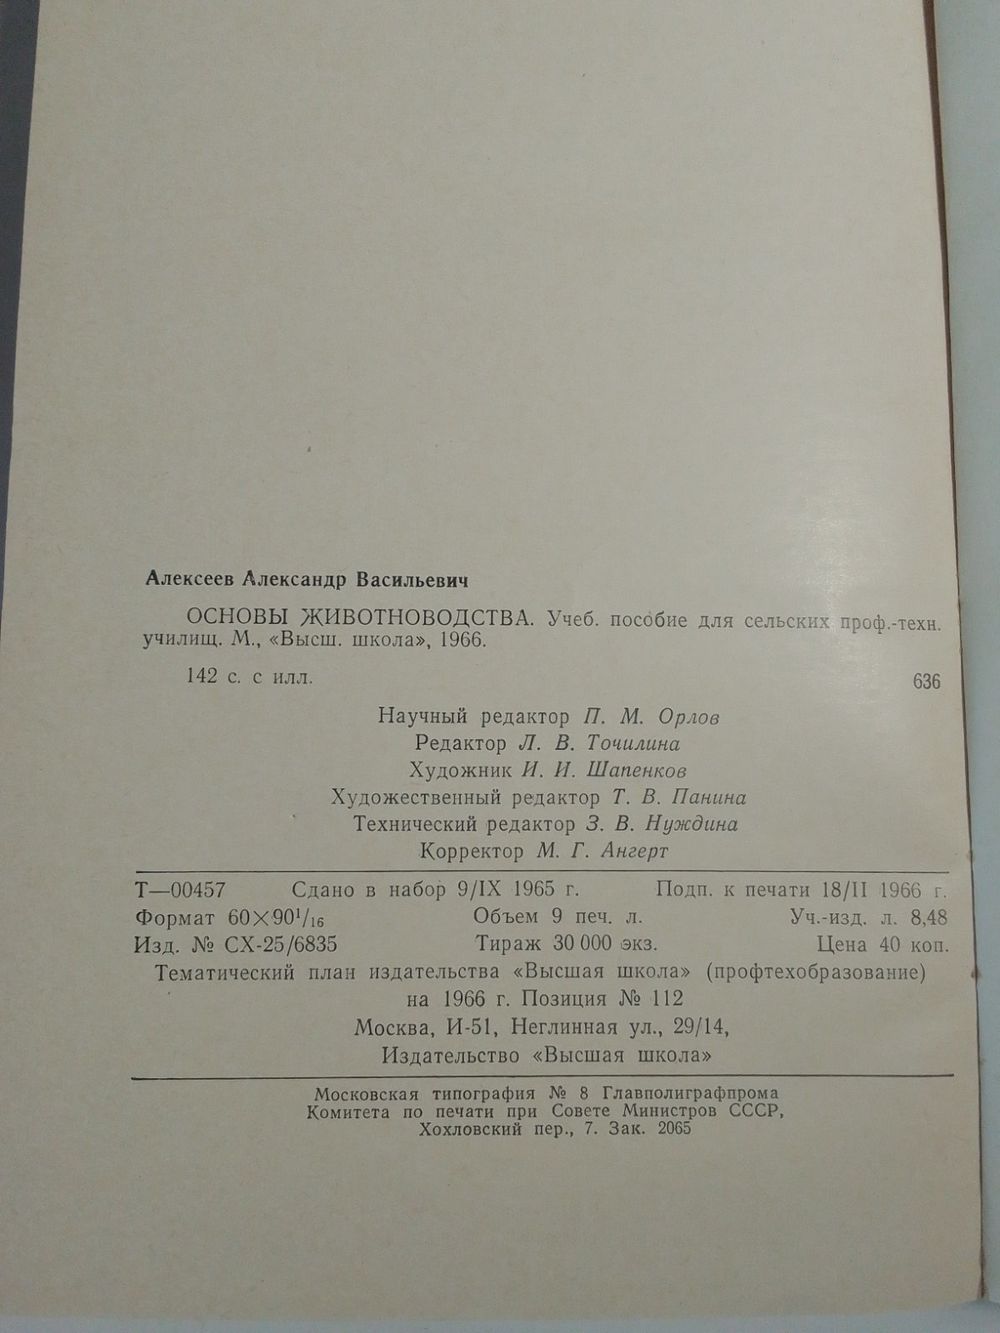 Алексеев Александр Васильевич
ОСНОВЫ ЖИВОТНОВОДСТВА. Учеб. пособие для сельских проф.-техн.
училищ. М., «Высш. школа», 1966.
142 с. с илл. 636
Научный редактор П. М. Орлов
Редактор Л. В. Точилина
Художник И. И. Шапенков
Художественный редактор Т. В. Панина
Технический редактор З. В. Нуждина
Корректор М. Г. Ангерт
Т—00457 Сдано в набор 9/IX 1965 г. Подп. к печати 18/II 1966 г.
Формат 60×90¹/₁₆ Объем 9 печ. л. Уч.-изд. л. 8,48
Изд. № СХ-25/6835 Тираж 30 000 экз. Цена 40 коп.
Тематический план издательства «Высшая школа» (профтехобразование)
на 1966 г. Позиция № 112
Москва, И-51, Неглинная ул., 29/14,
Издательство «Высшая школа»
Московская типография № 8 Главполиграфпрома
Комитета по печати при Совете Министров СССР,
Хохловский пер., 7. Зак. 2065